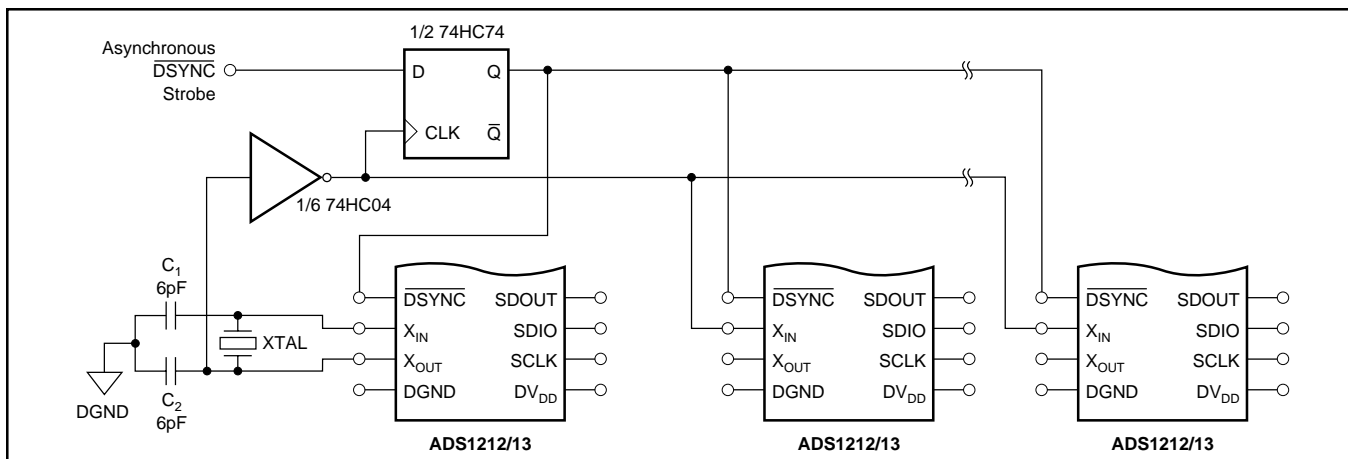 1/2 74HC74
Asynchronous
DSYNC
Strobe
D Q
CLK Q
1/6 74HC04
C1
6pF
XTAL
C2
6pF
DGND
DSYNC SDOUT
XIN SDIO
XOUT SCLK
DGND DVDD
ADS1212/13
DSYNC SDOUT
XIN SDIO
XOUT SCLK
DGND DVDD
ADS1212/13
DSYNC SDOUT
XIN SDIO
XOUT SCLK
DGND DVDD
ADS1212/13